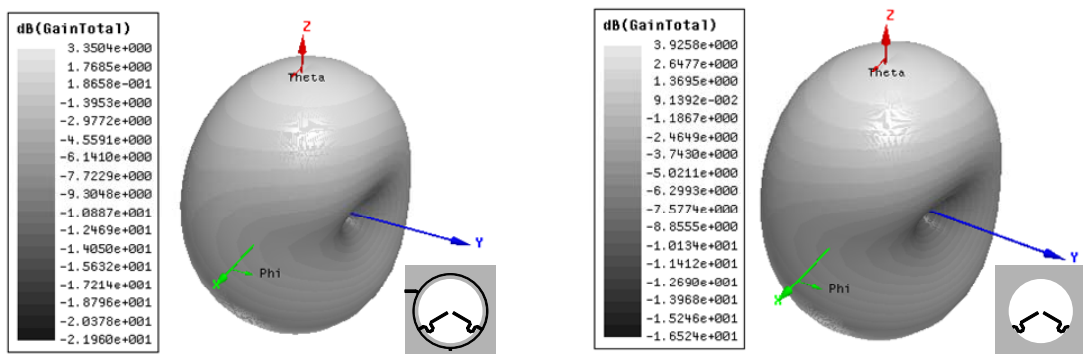 dB(GainTotal)
3.3504e+000
1.7685e+000
1.8658e-001
-1.3953e+000
-2.9772e+000
-4.5591e+000
-6.1410e+000
-7.7229e+000
-9.3048e+000
-1.0887e+001
-1.2469e+001
-1.4050e+001
-1.5632e+001
-1.7214e+001
-1.8796e+001
-2.0378e+001
-2.1960e+001
Z
Theta
Y
X
Phi
dB(GainTotal)
3.9258e+000
2.6477e+000
1.3695e+000
9.1392e-002
-1.1867e+000
-2.4649e+000
-3.7430e+000
-5.0211e+000
-6.2993e+000
-7.5774e+000
-8.8555e+000
-1.0134e+001
-1.1412e+001
-1.2690e+001
-1.3968e+001
-1.5246e+001
-1.6524e+001
Z
Theta
Y
X
Phi